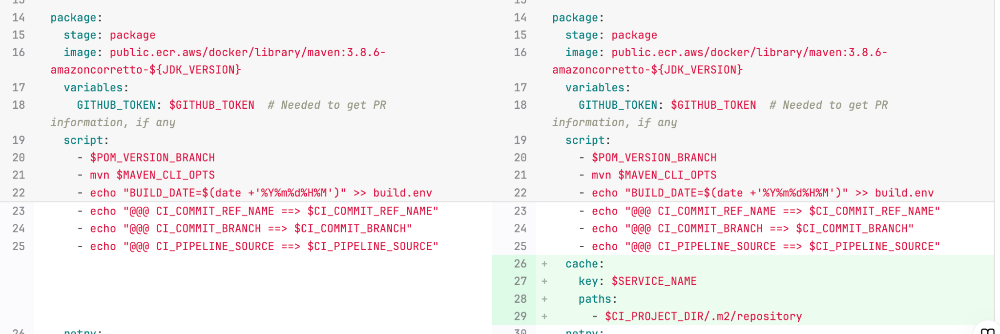 13
14 package:
15 stage: package
16 image: public.ecr.aws/docker/library/maven:3.8.6-
amazoncorretto-${JDK_VERSION}
17 variables:
18 GITHUB_TOKEN: $GITHUB_TOKEN # Needed to get PR
information, if any
19 script:
20 - $POM_VERSION_BRANCH
21 - mvn $MAVEN_CLI_OPTS
22 - echo "BUILD_DATE=$(date +'%Y%m%d%H%M')" >> build.env
23 - echo "@@@ CI_COMMIT_REF_NAME ==> $CI_COMMIT_REF_NAME"
24 - echo "@@@ CI_COMMIT_BRANCH ==> $CI_COMMIT_BRANCH"
25 - echo "@@@ CI_PIPELINE_SOURCE ==> $CI_PIPELINE_SOURCE"
26 retry:
13
14 package:
15 stage: package
16 image: public.ecr.aws/docker/library/maven:3.8.6-
amazoncorretto-${JDK_VERSION}
17 variables:
18 GITHUB_TOKEN: $GITHUB_TOKEN # Needed to get PR
information, if any
19 script:
20 - $POM_VERSION_BRANCH
21 - mvn $MAVEN_CLI_OPTS
22 - echo "BUILD_DATE=$(date +'%Y%m%d%H%M')" >> build.env
23 - echo "@@@ CI_COMMIT_REF_NAME ==> $CI_COMMIT_REF_NAME"
24 - echo "@@@ CI_COMMIT_BRANCH ==> $CI_COMMIT_BRANCH"
25 - echo "@@@ CI_PIPELINE_SOURCE ==> $CI_PIPELINE_SOURCE"
26 + cache:
27 + key: $SERVICE_NAME
28 + paths:
29 + - $CI_PROJECT_DIR/.m2/repository
30 retry: